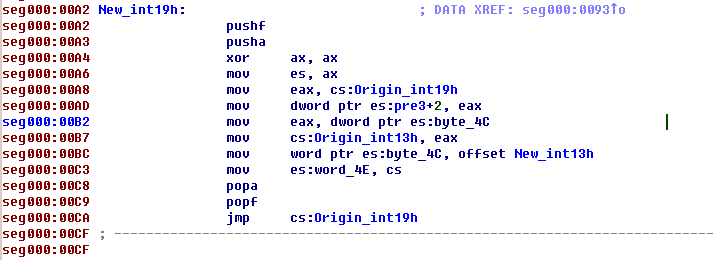 seg000:00A2 New_int19h: ; DATA XREF: seg000:0093↑o
seg000:00A2 pushf
seg000:00A3 pusha
seg000:00A4 xor ax, ax
seg000:00A6 mov es, ax
seg000:00A8 mov eax, cs:Origin_int19h
seg000:00AD mov dword ptr es:pre3+2, eax
seg000:00B2 mov eax, dword ptr es:byte_4C
seg000:00B7 mov cs:Origin_int13h, eax
seg000:00BC mov word ptr es:byte_4C, offset New_int13h
seg000:00C3 mov es:word_4E, cs
seg000:00C8 popa
seg000:00C9 popf
seg000:00CA jmp cs:Origin_int19h
seg000:00CF ; ---------------------------------------------------------------------------
seg000:00CF